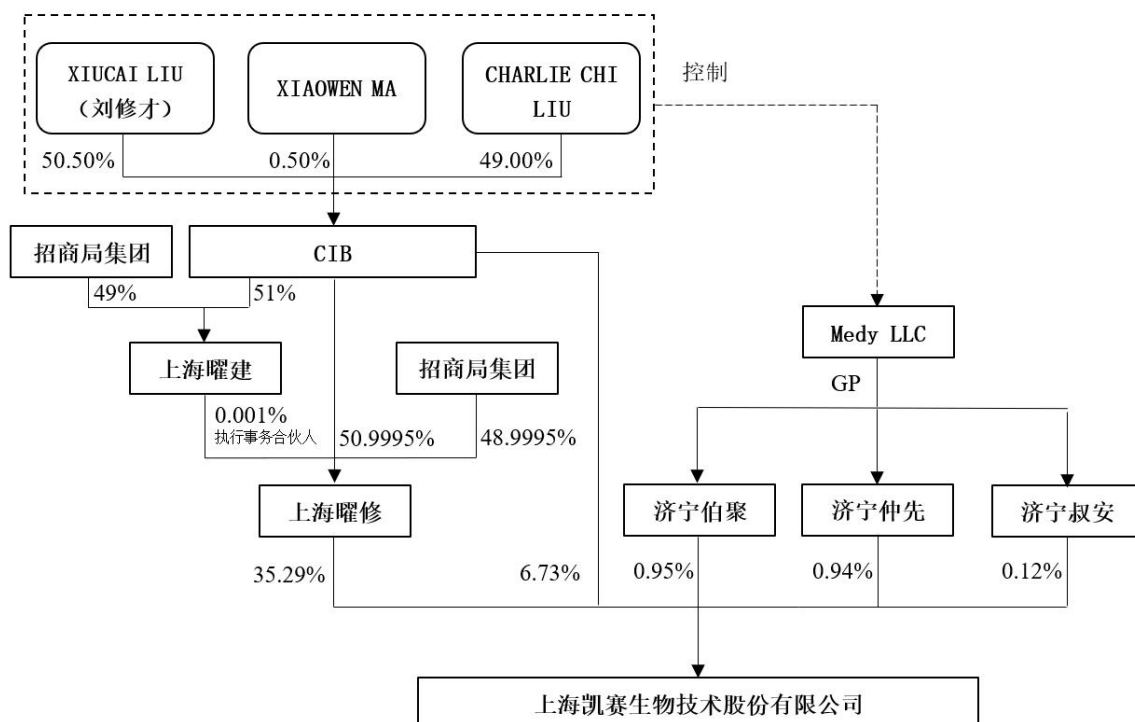 XIUCAI LIU
（刘修才）
XIAOWEN MA
CHARLIE CHI
LIU
控制
50.50%
0.50%
49.00%
招商局集团
CIB
49%
51%
Medy LLC
上海曜建
招商局集团
GP
0.001%
执行事务合伙人
50.9995%
48.9995%
上海曜修
济宁伯聚
济宁仲先
济宁叔安
35.29%
6.73%
0.95%
0.94%
0.12%
上海凯赛生物技术股份有限公司